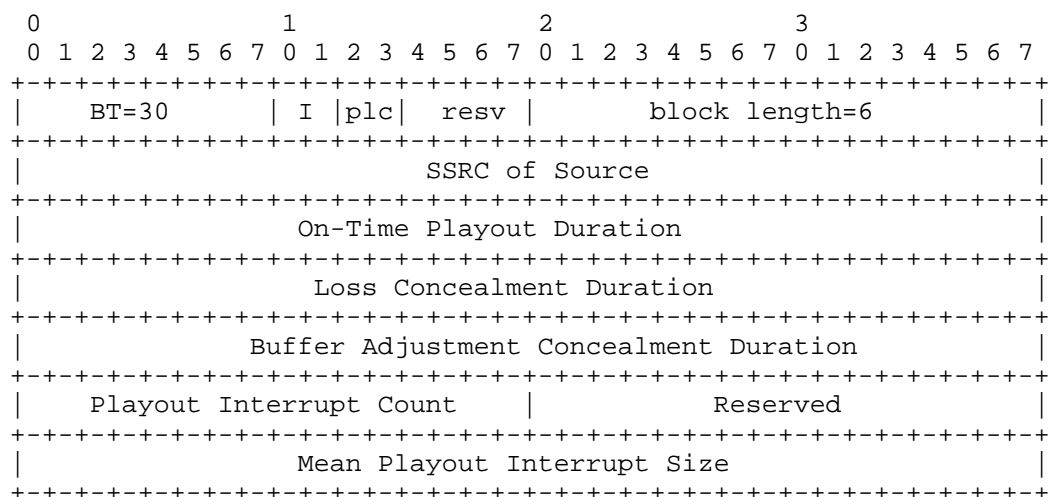 0               1               2               3
 0 1 2 3 4 5 6 7 0 1 2 3 4 5 6 7 0 1 2 3 4 5 6 7 0 1 2 3 4 5 6 7
+-+-+-+-+-+-+-+-+-+-+-+-+-+-+-+-+-+-+-+-+-+-+-+-+-+-+-+-+-+-+-+-+
|    BT=30      | I |plc|  resv |       block length=6          |
+-+-+-+-+-+-+-+-+-+-+-+-+-+-+-+-+-+-+-+-+-+-+-+-+-+-+-+-+-+-+-+-+
|                         SSRC of Source                        |
+-+-+-+-+-+-+-+-+-+-+-+-+-+-+-+-+-+-+-+-+-+-+-+-+-+-+-+-+-+-+-+-+
|                 On-Time Playout Duration                      |
+-+-+-+-+-+-+-+-+-+-+-+-+-+-+-+-+-+-+-+-+-+-+-+-+-+-+-+-+-+-+-+-+
|                  Loss Concealment Duration                    |
+-+-+-+-+-+-+-+-+-+-+-+-+-+-+-+-+-+-+-+-+-+-+-+-+-+-+-+-+-+-+-+-+
|              Buffer Adjustment Concealment Duration           |
+-+-+-+-+-+-+-+-+-+-+-+-+-+-+-+-+-+-+-+-+-+-+-+-+-+-+-+-+-+-+-+-+
|    Playout Interrupt Count    |           Reserved            |
+-+-+-+-+-+-+-+-+-+-+-+-+-+-+-+-+-+-+-+-+-+-+-+-+-+-+-+-+-+-+-+-+
|                 Mean Playout Interrupt Size                   |
+-+-+-+-+-+-+-+-+-+-+-+-+-+-+-+-+-+-+-+-+-+-+-+-+-+-+-+-+-+-+-+-+